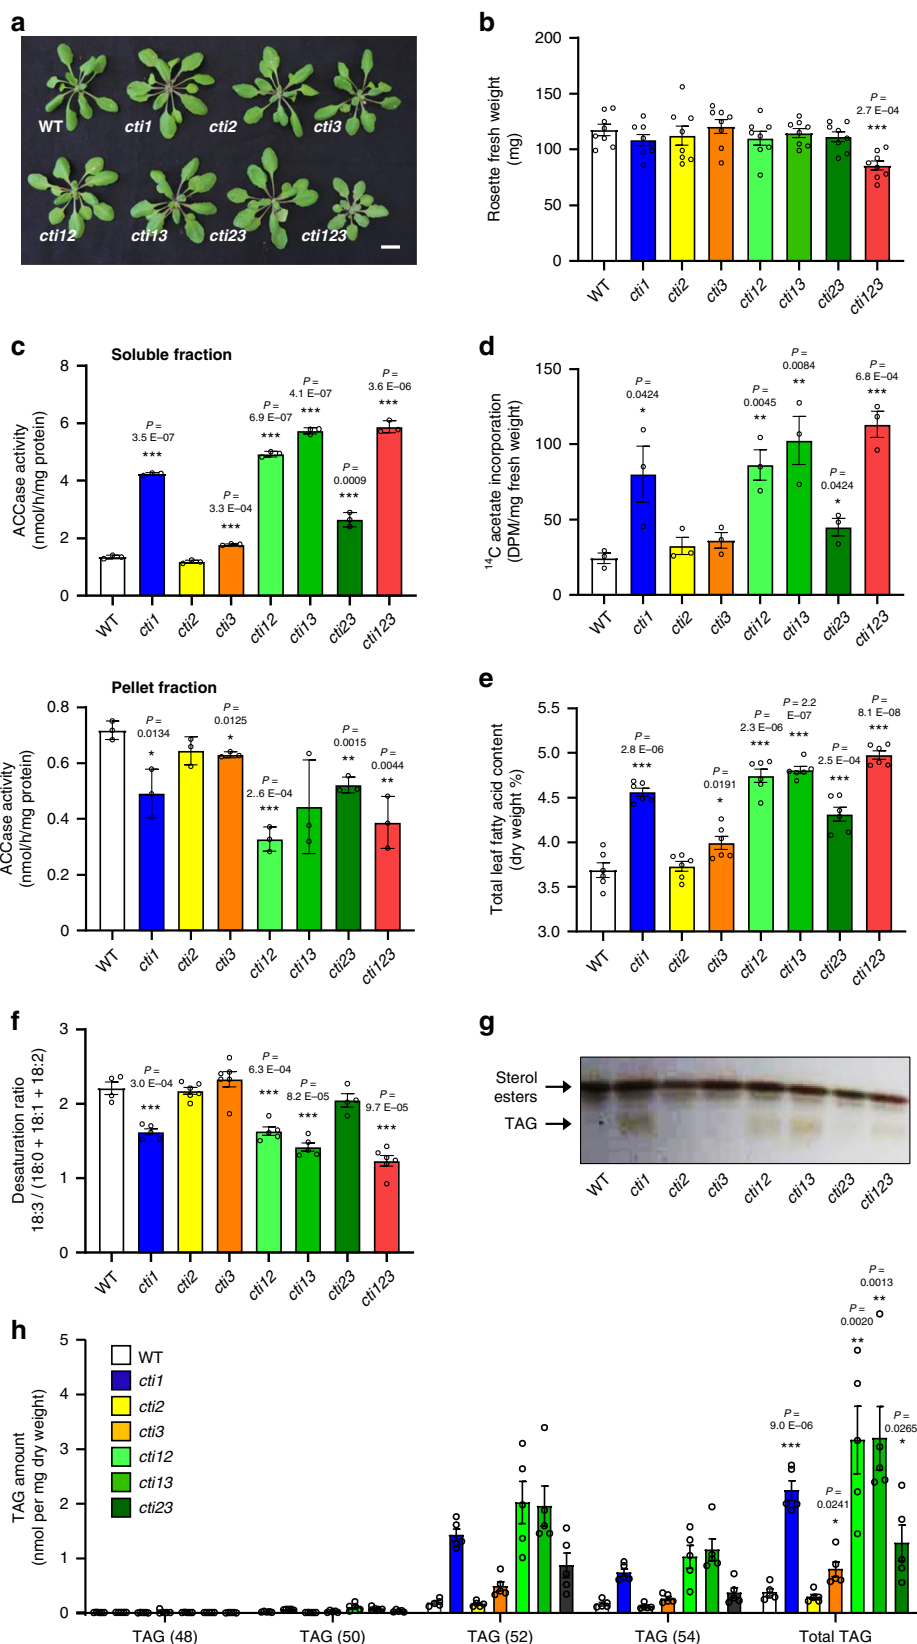 a
WT
cti1
cti2
cti3
cti12
cti13
cti23
cti123
b
Rosette fresh weight
(mg)
200
150
100
50
0
P =
2.7 E–04
***
WT
cti1
cti2
cti3
cti12
cti13
cti23
cti123
c
Soluble fraction
ACCase activity
(nmol/h/mg protein)
8
6
4
2
0
P =
3.5 E–07
***
P =
3.3 E–04
***
P =
6.9 E–07
***
P =
4.1 E–07
***
P =
0.0009
***
P =
3.6 E–06
***
WT
cti1
cti2
cti3
cti12
cti13
cti23
cti123
Pellet fraction
ACCase activity
(nmol/h/mg protein)
0.8
0.6
0.4
0.2
0
P =
0.0134
*
P =
0.0125
*
P =
2..6 E–04
***
P =
0.0015
**
P =
0.0044
**
WT
cti1
cti2
cti3
cti12
cti13
cti23
cti123
d
14C acetate incorporation
(DPM/mg fresh weight)
150
100
50
0
P =
0.0424
*
P =
0.0045
**
P =
0.0084
**
P =
0.0424
*
P =
6.8 E–04
***
WT
cti1
cti2
cti3
cti12
cti13
cti23
cti123
e
Total leaf fatty acid content
(dry weight %)
5.5
5.0
4.5
4.0
3.5
3.0
P =
2.8 E–06
***
P =
0.0191
*
P =
2.3 E–06
***
P = 2.2
E–07
***
P =
2.5 E–04
***
P =
8.1 E–08
***
WT
cti1
cti2
cti3
cti12
cti13
cti23
cti123
f
Desaturation ratio
18:3 / (18:0 + 18:1 + 18:2)
3
2
1
0
P =
3.0 E–04
***
P =
6.3 E–04
***
P =
8.2 E–05
***
P =
9.7 E–05
***
WT
cti1
cti2
cti3
cti12
cti13
cti23
cti123
g
Sterol
esters
TAG
WT
cti1
cti2
cti3
cti12
cti13
cti23
cti123
h
TAG amount
(nmol per mg dry weight)
5
4
3
2
1
0
WT
cti1
cti2
cti3
cti12
cti13
cti23
P =
9.0 E–06
***
P =
0.0241
*
P =
0.0020
**
P =
0.0013
**
P =
0.0265
*
TAG (48)
TAG (50)
TAG (52)
TAG (54)
Total TAG